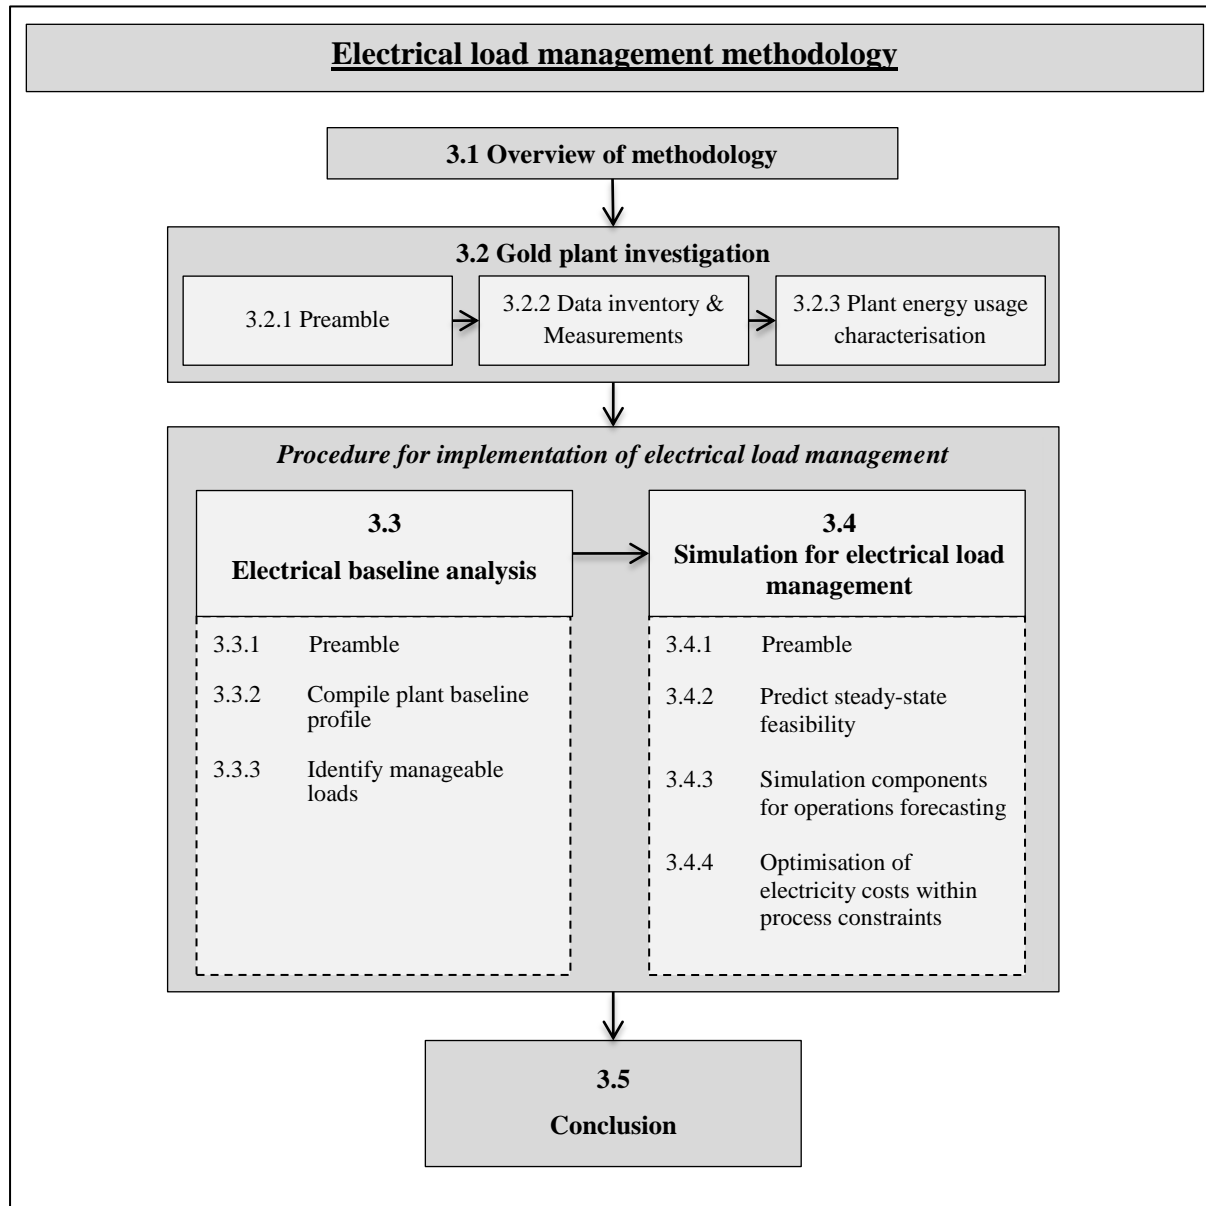 Electrical load management methodology
3.1 Overview of methodology
3.2 Gold plant investigation
3.2.1 Preamble
3.2.2 Data inventory &
Measurements
3.2.3 Plant energy usage
characterisation
Procedure for implementation of electrical load management
3.3
Electrical baseline analysis
3.3.1 Preamble
3.3.2 Compile plant baseline
profile
3.3.3 Identify manageable
loads
3.4
Simulation for electrical load
management
3.4.1 Preamble
3.4.2 Predict steady-state
feasibility
3.4.3 Simulation components
for operations forecasting
3.4.4 Optimisation of
electricity costs within
process constraints
3.5
Conclusion